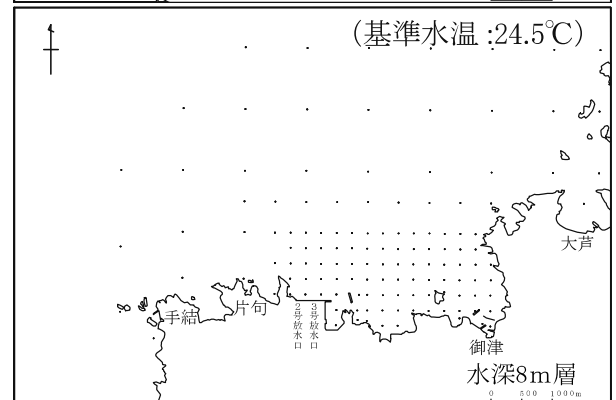 （基準水温:24.5℃）
大芦
手結
片句
2号放水口
3号放水口
御津
水深8m層
0 500 1000m